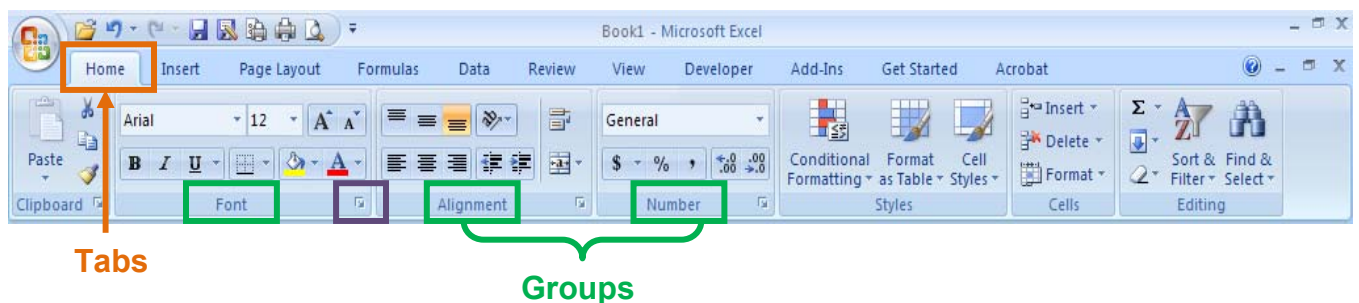 Book1 - Microsoft Excel
Home Insert Page Layout Formulas Data Review View Developer Add-Ins Get Started Acrobat
Arial 12 A A General Σ A Z Insert
Delete
Paste B I U A $ % , .0 .00 .00 .0 Conditional Formatting Format as Table Cell Styles Format Sort & Filter Find & Select
Clipboard Font Alignment Number Styles Cells Editing
Tabs
Groups